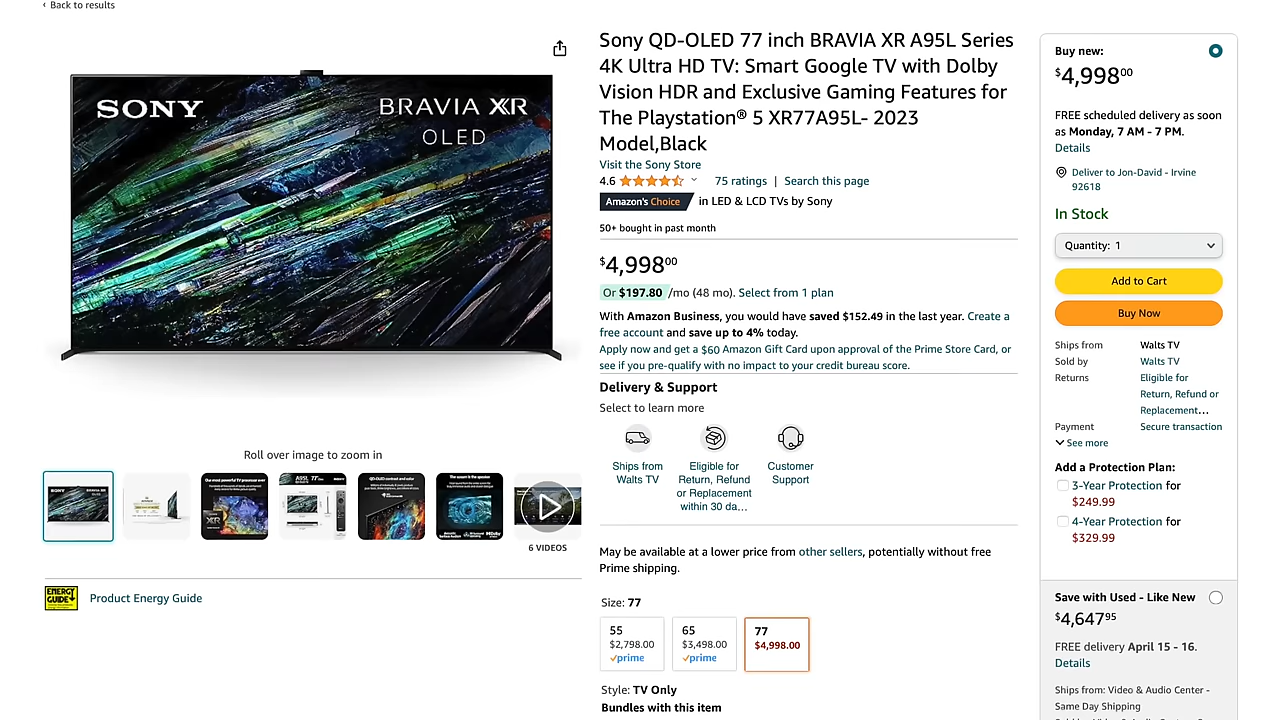 ‹ Back to results
SONY
BRAVIA XR
OLED
Roll over image to zoom in
6 VIDEOS
ENERGY
GUIDE
Product Energy Guide
Sony QD-OLED 77 inch BRAVIA XR A95L Series
4K Ultra HD TV: Smart Google TV with Dolby
Vision HDR and Exclusive Gaming Features for
The Playstation® 5 XR77A95L- 2023
Model,Black
Visit the Sony Store
4.6
75 ratings | Search this page
Amazon's Choice in LED & LCD TVs by Sony
50+ bought in past month
$4,99800
Or $197.80 /mo (48 mo). Select from 1 plan
With Amazon Business, you would have saved $152.49 in the last year. Create a
free account and save up to 4% today.
Apply now and get a $60 Amazon Gift Card upon approval of the Prime Store Card, or
see if you pre-qualify with no impact to your credit bureau score.
Delivery & Support
Select to learn more
Ships from
Walts TV
Eligible for
Return, Refund
or Replacement
within 30 da...
Customer
Support
May be available at a lower price from other sellers, potentially without free
Prime shipping.
Size: 77
55
$2,798.00
prime
65
$3,498.00
prime
77
$4,998.00
Style: TV Only
Bundles with this item
Buy new:
$4,99800
FREE scheduled delivery as soon
as Monday, 7 AM - 7 PM.
Details
Deliver to Jon-David - Irvine
92618
In Stock
Quantity: 1
Add to Cart
Buy Now
Ships from Walts TV
Sold by Walts TV
Returns Eligible for
Return, Refund or
Replacement...
Payment Secure transaction
See more
Add a Protection Plan:
3-Year Protection for
$249.99
4-Year Protection for
$329.99
Save with Used - Like New
$4,64795
FREE delivery April 15 - 16.
Details
Ships from: Video & Audio Center -
Same Day Shipping